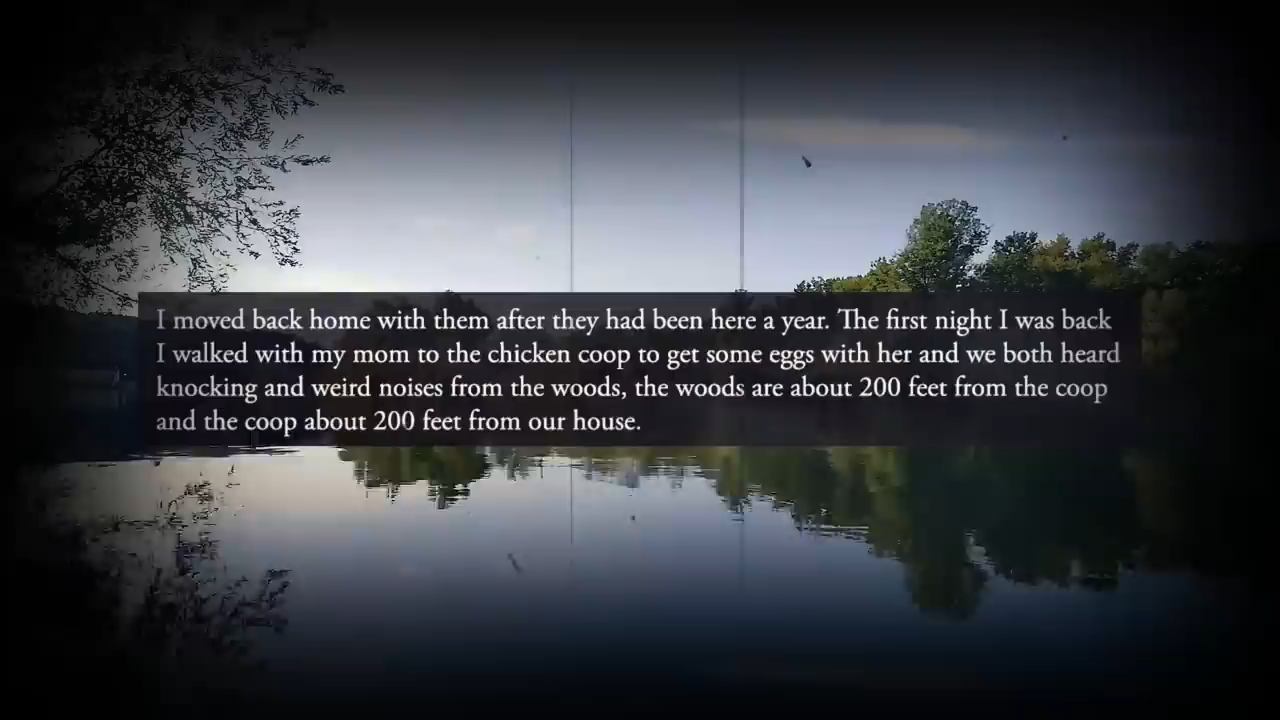 I moved back home with them after they had been here a year. The first night I was back
I walked with my mom to the chicken coop to get some eggs with her and we both heard
knocking and weird noises from the woods, the woods are about 200 feet from the coop
and the coop about 200 feet from our house.